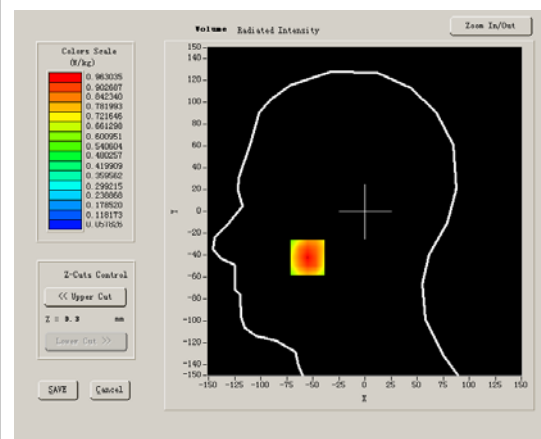 Volume Radiated Intensity
Zoom In/Out
Colors Scale
(W/kg)
0.963035
0.902687
0.842340
0.781993
0.721646
0.661298
0.600951
0.540604
0.480257
0.419909
0.359562
0.299215
0.238868
0.178520
0.118173
0.057826
Z-Cuts Control
<< Upper Cut
Z = mm
Lower Cut >>
SAVE Cancel
150
140
120
100
80
60
40
20
0
-20
-40
-60
-80
-100
-120
-140
-150
Y
-150 -125 -100 -75 -50 -25 0 25 50 75 100 125 150
X